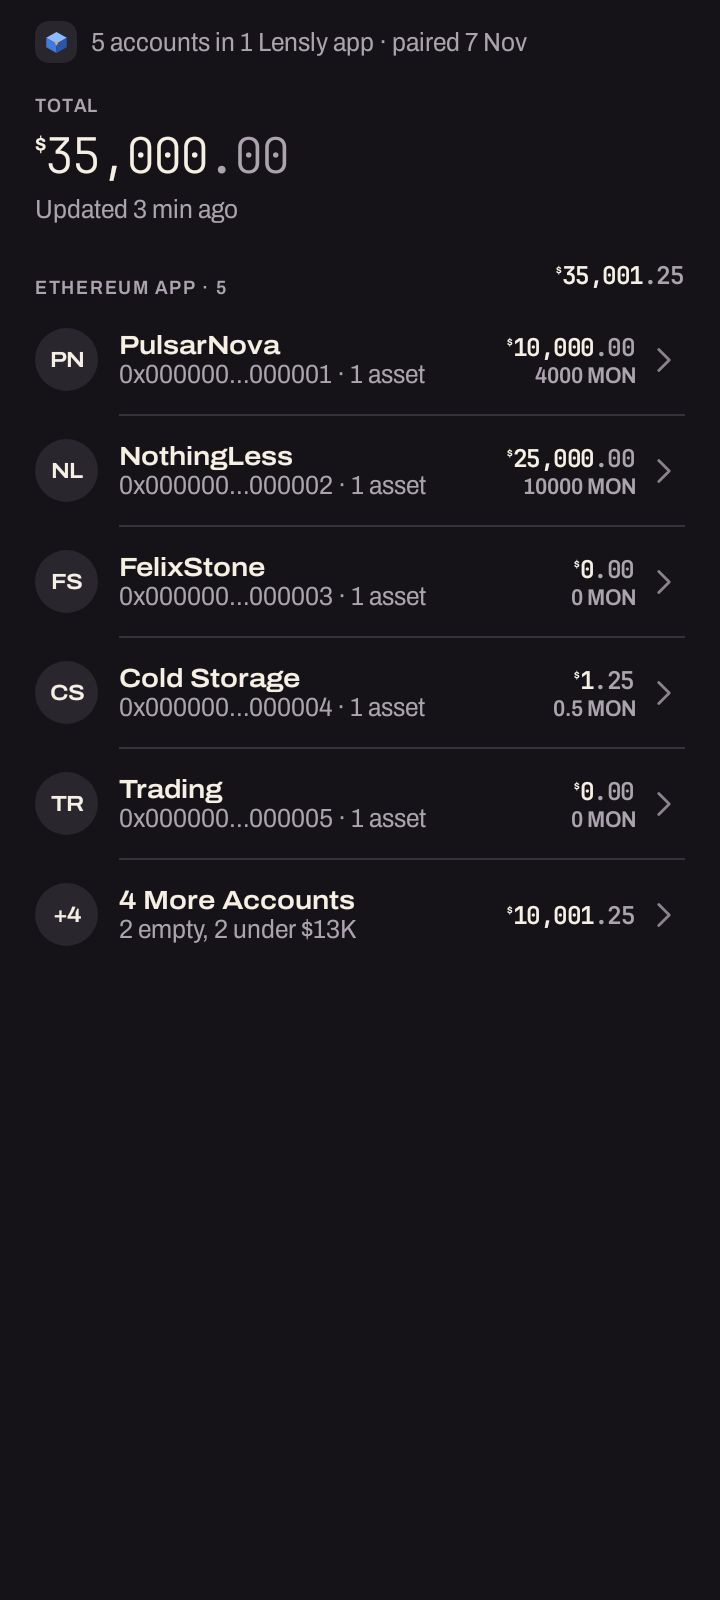 5 accounts in 1 Lensly app · paired 7 Nov
TOTAL
$35,000.00
Updated 3 min ago
ETHEREUM APP · 5
$35,001.25
PN
PulsarNova
0x000000...000001 · 1 asset
$10,000.00
4000 MON
NL
NothingLess
0x000000...000002 · 1 asset
$25,000.00
10000 MON
FS
FelixStone
0x000000...000003 · 1 asset
$0.00
0 MON
CS
Cold Storage
0x000000...000004 · 1 asset
$1.25
0.5 MON
TR
Trading
0x000000...000005 · 1 asset
$0.00
0 MON
+4
4 More Accounts
2 empty, 2 under $13K
$10,001.25